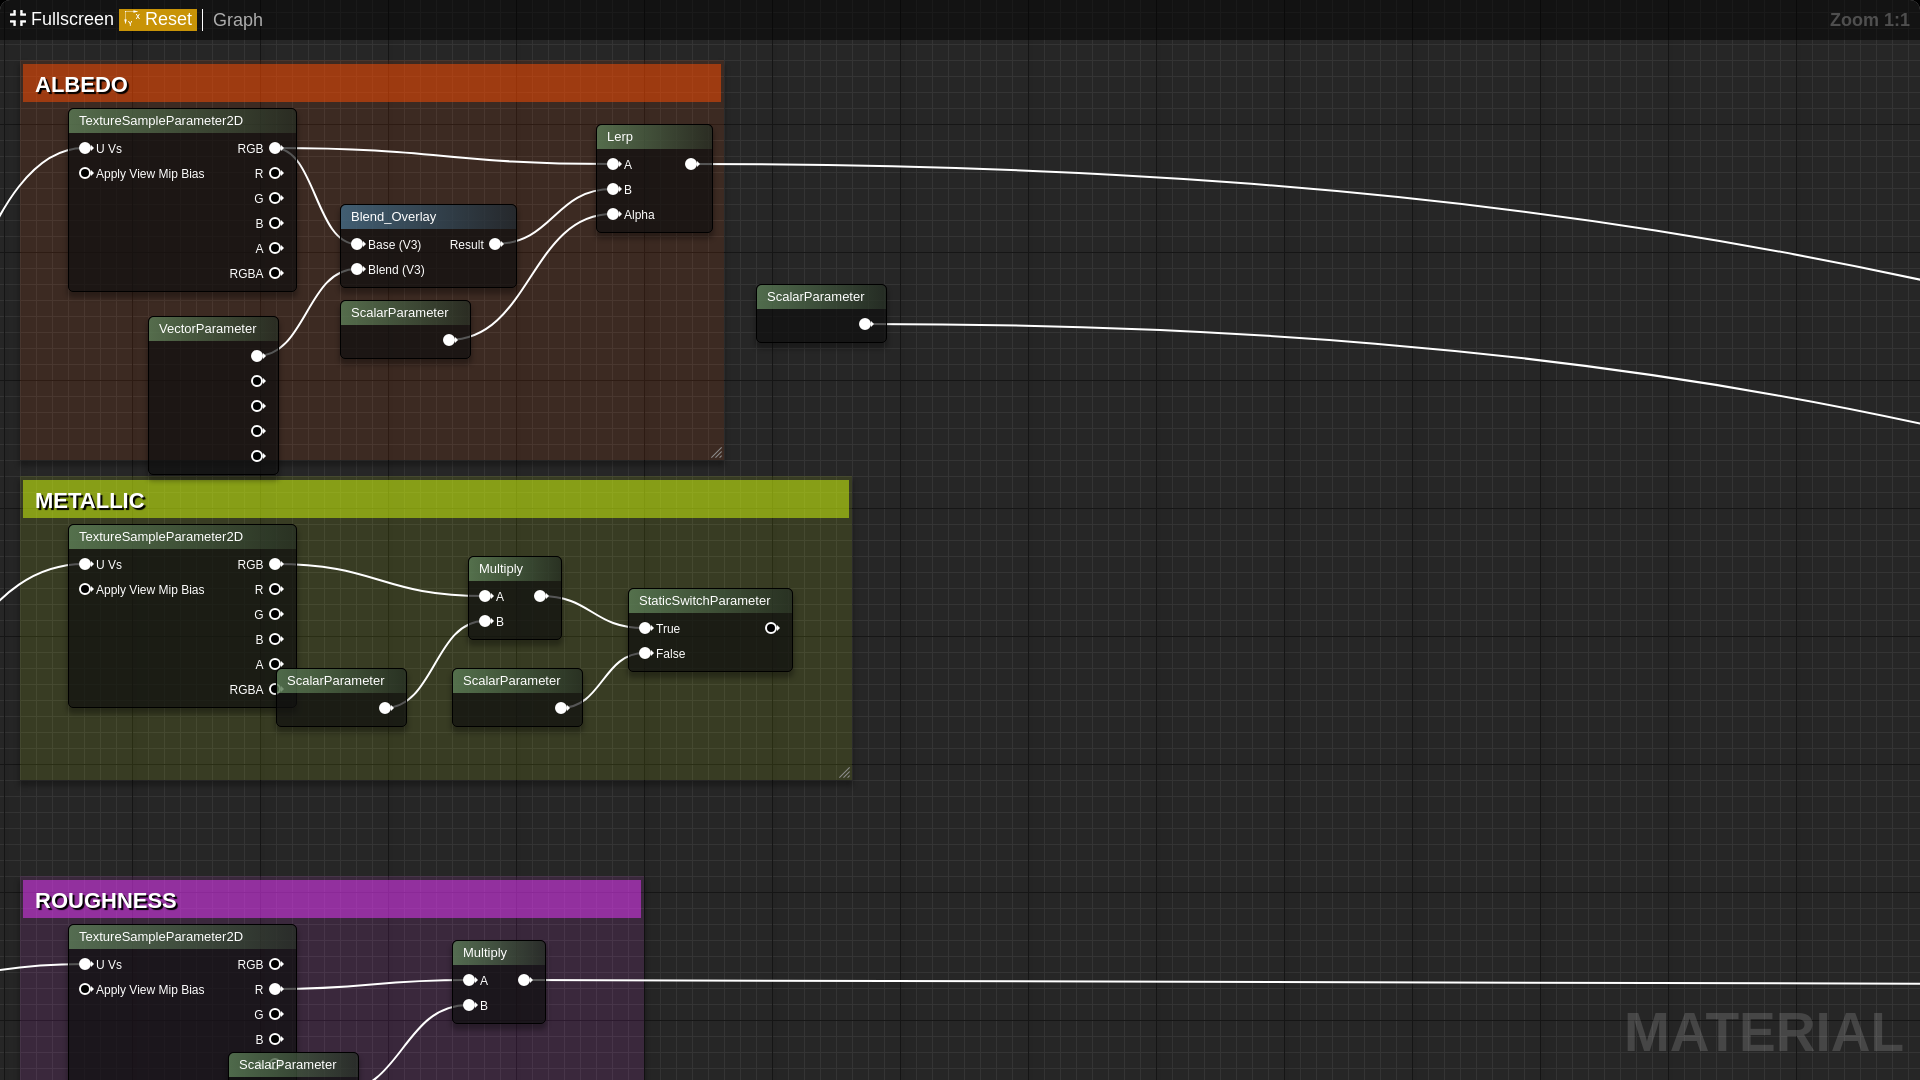 Fullscreen Reset Graph Zoom 1:1
ALBEDO
TextureSampleParameter2D
U Vs RGB
Apply View Mip Bias R
G
B
A
RGBA
Lerp
A
B
Alpha
Blend_Overlay
Base (V3) Result
Blend (V3)
ScalarParameter
VectorParameter
ScalarParameter
METALLIC
TextureSampleParameter2D
U Vs RGB
Apply View Mip Bias R
G
B
A
RGBA
Multiply
A
B
StaticSwitchParameter
True
False
ScalarParameter
ScalarParameter
ROUGHNESS
TextureSampleParameter2D
U Vs RGB
Apply View Mip Bias R
G
B
Multiply
A
B
ScalarParameter
MATERIAL